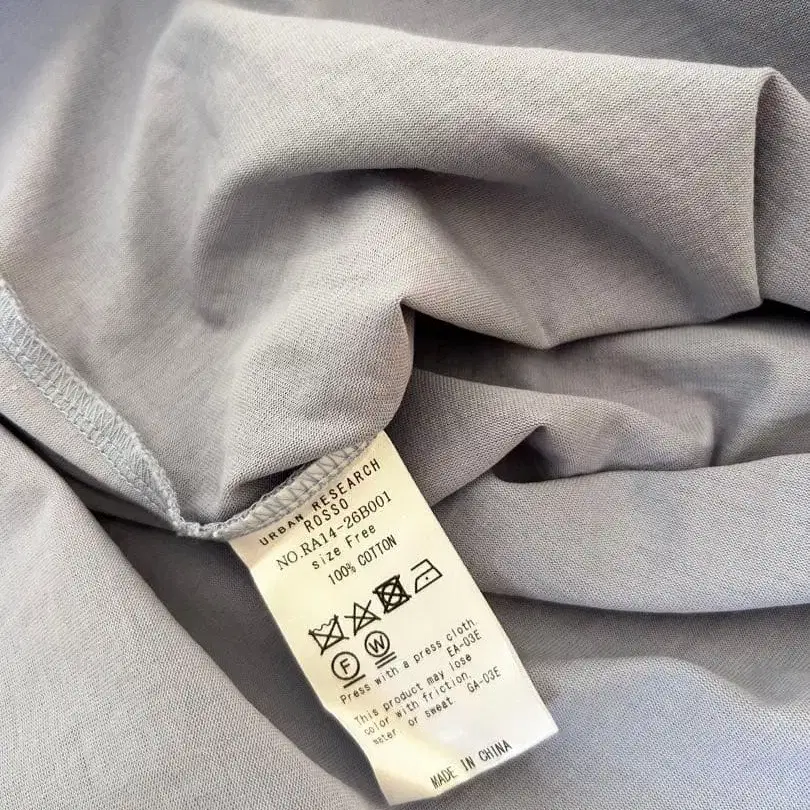 URBAN RESEARCH
ROSSO
NO.RA14-26B001
size Free
100% COTTON
F W
Press with a press cloth.
EA-03E
This product may lose
color with friction,
water, or sweat GA-03E
MADE IN CHINA